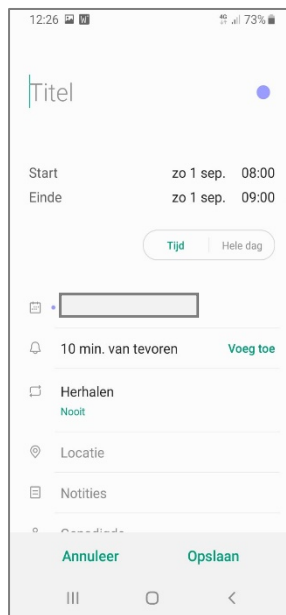 12:26 W 4G 73%
Titel
Start zo 1 sep. 08:00
Einde zo 1 sep. 09:00
Tijd Hele dag
10 min. van tevoren Voeg toe
Herhalen
Nooit
Locatie
Notities
Annuleer Opslaan